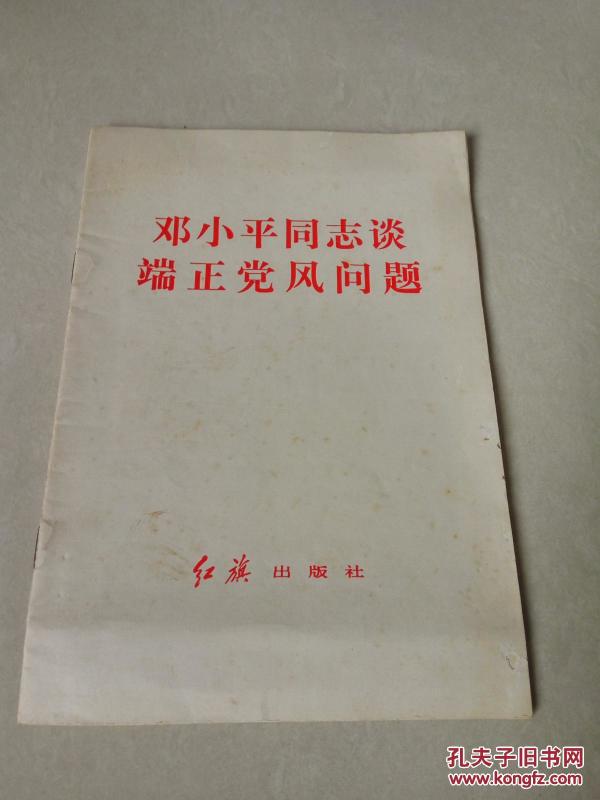 邓小平同志谈
端正党风问题
红旗 出版社
孔夫子旧书网
www.kongfz.com